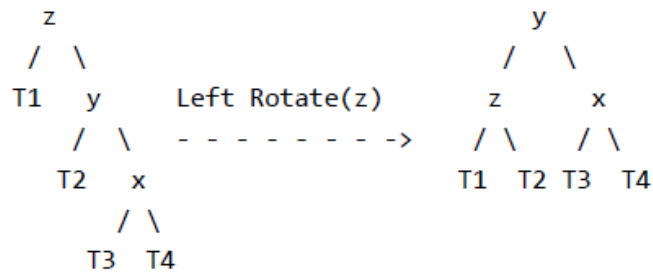 z                               y
/  \                            /   \
T1   y     Left Rotate(z)       z      x
/  \   - - - - - - - ->    / \    / \
T2   x                     T1  T2 T3  T4
/ \
T3  T4